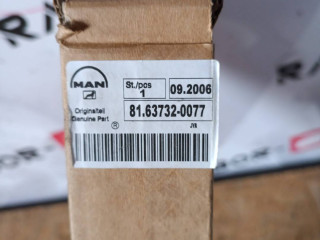 MAN
St./pcs
1
09.2006
Originalteil
Genuine Part
®
81.63732-0077